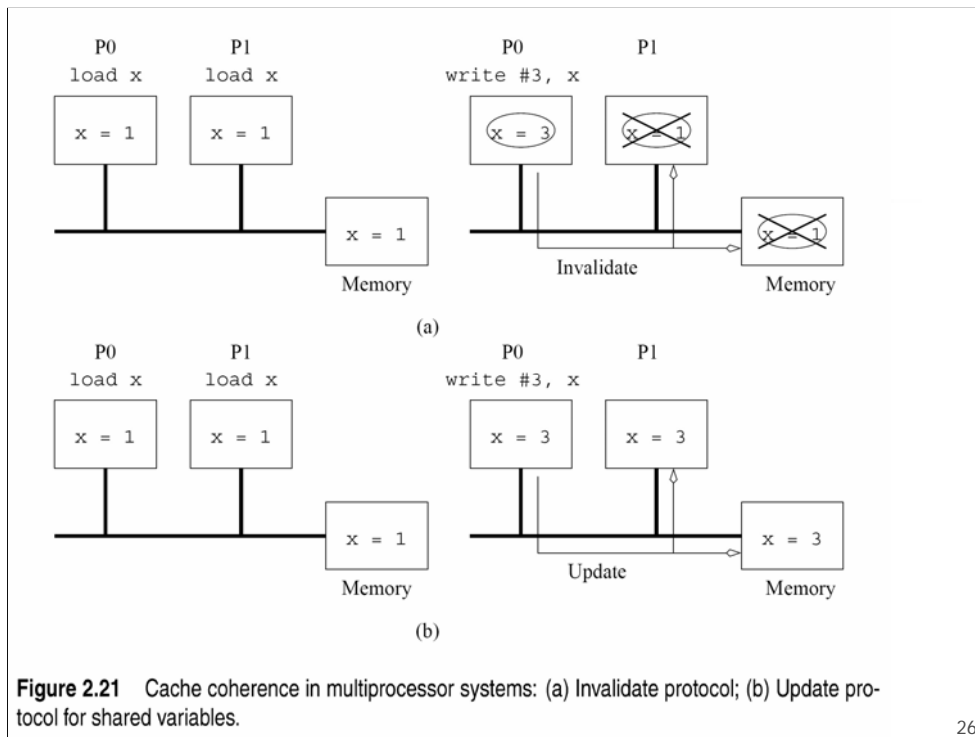 P0 P1 P0 P1
load x load x write #3, x
x = 1 x = 1 x = 3 x = 1
x = 1 x = 1
Invalidate
Memory Memory
(a)
P0 P1 P0 P1
load x load x write #3, x
x = 1 x = 1 x = 3 x = 3
x = 1 x = 3
Update
Memory Memory
(b)
Figure 2.21 Cache coherence in multiprocessor systems: (a) Invalidate protocol; (b) Update pro-
tocol for shared variables.
26